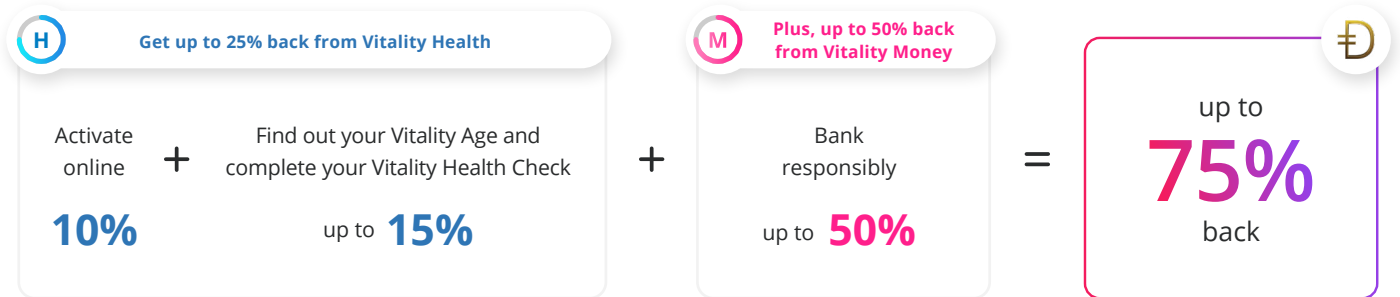 H
Get up to 25% back from Vitality Health
M
Plus, up to 50% back
from Vitality Money
Activate
online
10%
+
Find out your Vitality Age and
complete your Vitality Health Check
up to 15%
+
Bank
responsibly
up to 50%
=
up to
75%
back